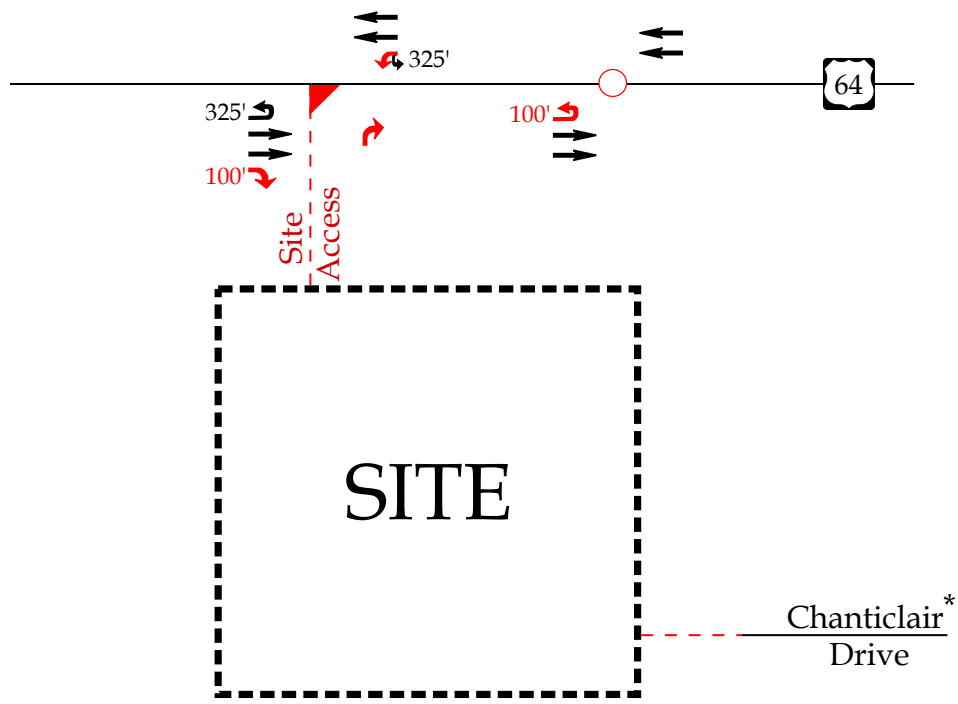 325'
64
325'
100'
100'
Site
Access
SITE
Chanticlair*
Drive